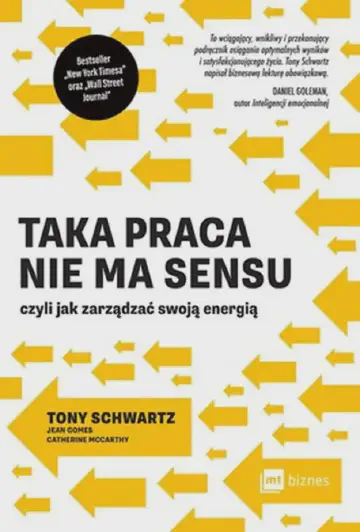 To wciągający, wnikliwy i przekonujący
podręcznik osiągania optymalnych wyników
i satysfakcjonującego życia. Tony Schwartz
napisał biznesową lekturę obowiązkową.
DANIEL GOLEMAN,
autor Inteligencji emocjonalnej
Bestseller
„New York Timesa”
oraz „Wall Street
Journal”
TAKA PRACA
NIE MA SENSU
czyli jak zarządzać swoją energią
TONY SCHWARTZ
JEAN GOMES
CATHERINE MCCARTHY
mt biznes